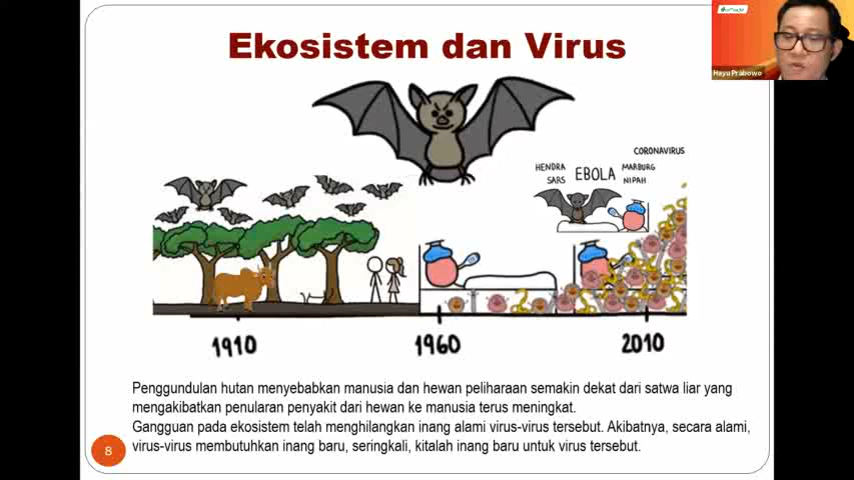 Ekosistem dan Virus
Hayu Prabowo
CORONAVIRUS
HENDRA
SARS
EBOLA
MARBURG
NIPAH
1910
1960
2010
Penggundulan hutan menyebabkan manusia dan hewan peliharaan semakin dekat dari satwa liar yang
mengakibatkan penularan penyakit dari hewan ke manusia terus meningkat.
Gangguan pada ekosistem telah menghilangkan inang alami virus-virus tersebut. Akibatnya, secara alami,
virus-virus membutuhkan inang baru, seringkali, kitalah inang baru untuk virus tersebut.
8